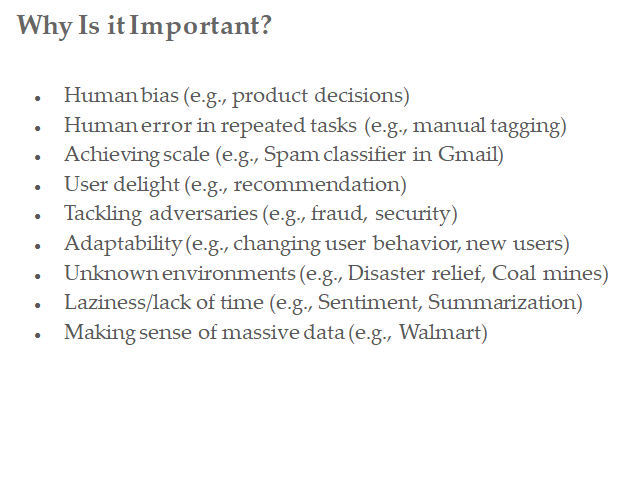 Why Is it Important?
• Human bias (e.g., product decisions)
• Human error in repeated tasks (e.g., manual tagging)
• Achieving scale (e.g., Spam classifier in Gmail)
• User delight (e.g., recommendation)
• Tackling adversaries (e.g., fraud, security)
• Adaptability (e.g., changing user behavior, new users)
• Unknown environments (e.g., Disaster relief, Coal mines)
• Laziness/lack of time (e.g., Sentiment, Summarization)
• Making sense of massive data (e.g., Walmart)